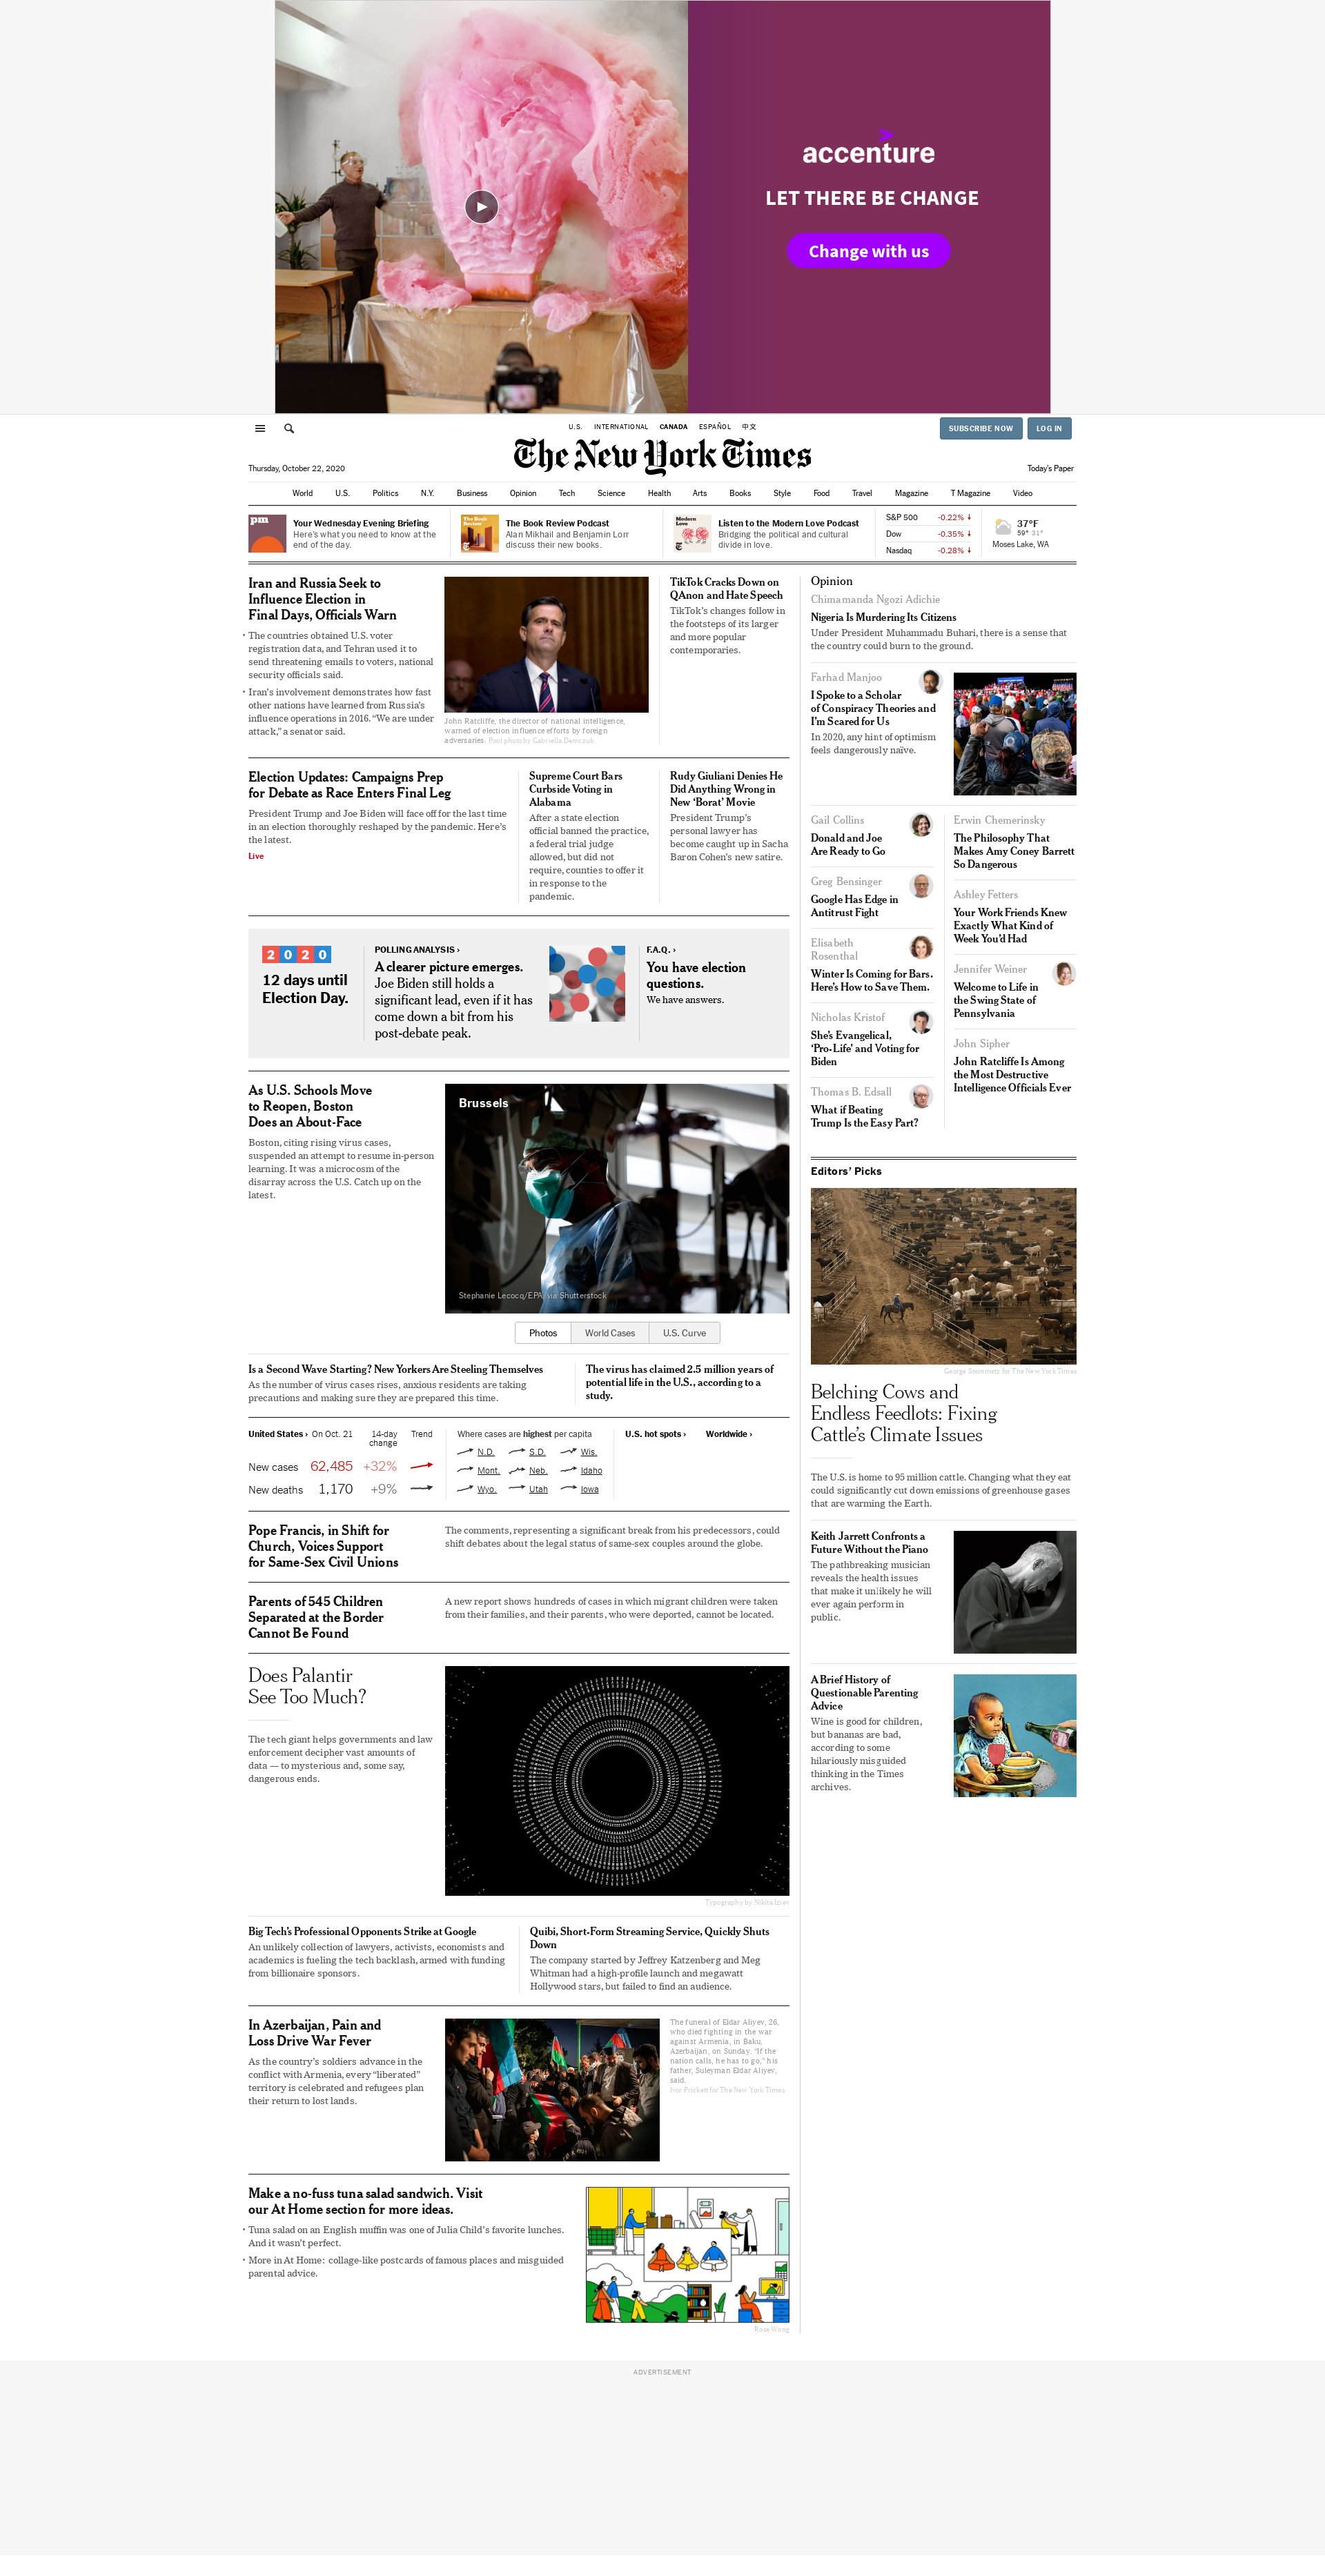 accenture
LET THERE BE CHANGE
Change with us
U.S. INTERNATIONAL CANADA ESPAÑOL 中文
SUBSCRIBE NOW LOG IN
The New York Times
Thursday, October 22, 2020
Today's Paper
World U.S. Politics N.Y. Business Opinion Tech Science Health Arts Books Style Food Travel Magazine T Magazine Video
pm
Your Wednesday Evening Briefing
Here's what you need to know at the
end of the day.
The Book
Review
The Book Review Podcast
Alan Mikhail and Benjamin Lorr
discuss their new books.
Modern
Love
Listen to the Modern Love Podcast
Bridging the political and cultural
divide in love.
S&P 500 -0.22% ↓
Dow -0.35% ↓
Nasdaq -0.28% ↓
37°F
59° 31°
Moses Lake, WA
Iran and Russia Seek to
Influence Election in
Final Days, Officials Warn
• The countries obtained U.S. voter
registration data, and Tehran used it to
send threatening emails to voters, national
security officials said.
• Iran's involvement demonstrates how fast
other nations have learned from Russia's
influence operations in 2016. “We are under
attack,” a senator said.
John Ratcliffe, the director of national intelligence,
warned of election influence efforts by foreign
adversaries. Pool photo by Gabriella Demczuk
TikTok Cracks Down on
QAnon and Hate Speech
TikTok's changes follow in
the footsteps of its larger
and more popular
contemporaries.
Election Updates: Campaigns Prep
for Debate as Race Enters Final Leg
President Trump and Joe Biden will face off for the last time
in an election thoroughly reshaped by the pandemic. Here's
the latest.
Live
Supreme Court Bars
Curbside Voting in
Alabama
After a state election
official banned the practice,
a federal trial judge
allowed, but did not
require, counties to offer it
in response to the
pandemic.
Rudy Giuliani Denies He
Did Anything Wrong in
New ‘Borat’ Movie
President Trump's
personal lawyer has
become caught up in Sacha
Baron Cohen's new satire.
2020
12 days until
Election Day.
POLLING ANALYSIS ›
A clearer picture emerges.
Joe Biden still holds a
significant lead, even if it has
come down a bit from his
post-debate peak.
F.A.Q. ›
You have election
questions.
We have answers.
As U.S. Schools Move
to Reopen, Boston
Does an About-Face
Boston, citing rising virus cases,
suspended an attempt to resume in-person
learning. It was a microcosm of the
disarray across the U.S. Catch up on the
latest.
Brussels
Stephanie Lecocq/EPA, via Shutterstock
Photos World Cases U.S. Curve
Is a Second Wave Starting? New Yorkers Are Steeling Themselves
As the number of virus cases rises, anxious residents are taking
precautions and making sure they are prepared this time.
The virus has claimed 2.5 million years of
potential life in the U.S., according to a
study.
United States › On Oct. 21 14-day change Trend
New cases 62,485 +32%
New deaths 1,170 +9%
Where cases are highest per capita
N.D. S.D. Wis.
Mont. Neb. Idaho
Wyo. Utah Iowa
U.S. hot spots › Worldwide ›
Pope Francis, in Shift for
Church, Voices Support
for Same-Sex Civil Unions
The comments, representing a significant break from his predecessors, could
shift debates about the legal status of same-sex couples around the globe.
Parents of 545 Children
Separated at the Border
Cannot Be Found
A new report shows hundreds of cases in which migrant children were taken
from their families, and their parents, who were deported, cannot be located.
Does Palantir
See Too Much?
The tech giant helps governments and law
enforcement decipher vast amounts of
data — to mysterious and, some say,
dangerous ends.
Typography by Nikita Iziev
Big Tech's Professional Opponents Strike at Google
An unlikely collection of lawyers, activists, economists and
academics is fueling the tech backlash, armed with funding
from billionaire sponsors.
Quibi, Short-Form Streaming Service, Quickly Shuts
Down
The company started by Jeffrey Katzenberg and Meg
Whitman had a high-profile launch and megawatt
Hollywood stars, but failed to find an audience.
In Azerbaijan, Pain and
Loss Drive War Fever
As the country's soldiers advance in the
conflict with Armenia, every “liberated”
territory is celebrated and refugees plan
their return to lost lands.
The funeral of Eldar Aliyev, 26,
who died fighting in the war
against Armenia, in Baku,
Azerbaijan, on Sunday. “If the
nation calls, he has to go,” his
father, Suleyman Eldar Aliyev,
said.
Ivor Prickett for The New York Times
Make a no-fuss tuna salad sandwich. Visit
our At Home section for more ideas.
• Tuna salad on an English muffin was one of Julia Child's favorite lunches.
And it wasn't perfect.
• More in At Home: collage-like postcards of famous places and misguided
parental advice.
Rose Wong
Opinion
Chimamanda Ngozi Adichie
Nigeria Is Murdering Its Citizens
Under President Muhammadu Buhari, there is a sense that
the country could burn to the ground.
Farhad Manjoo
I Spoke to a Scholar
of Conspiracy Theories and
I'm Scared for Us
In 2020, any hint of optimism
feels dangerously naïve.
Gail Collins
Donald and Joe
Are Ready to Go
Greg Bensinger
Google Has Edge in
Antitrust Fight
Elisabeth
Rosenthal
Winter Is Coming for Bars.
Here's How to Save Them.
Nicholas Kristof
She's Evangelical,
‘Pro-Life’ and Voting for
Biden
Thomas B. Edsall
What if Beating
Trump Is the Easy Part?
Erwin Chemerinsky
The Philosophy That
Makes Amy Coney Barrett
So Dangerous
Ashley Fetters
Your Work Friends Knew
Exactly What Kind of
Week You'd Had
Jennifer Weiner
Welcome to Life in
the Swing State of
Pennsylvania
John Sipher
John Ratcliffe Is Among
the Most Destructive
Intelligence Officials Ever
Editors' Picks
George Steinmetz for The New York Times
Belching Cows and
Endless Feedlots: Fixing
Cattle's Climate Issues
The U.S. is home to 95 million cattle. Changing what they eat
could significantly cut down emissions of greenhouse gases
that are warming the Earth.
Keith Jarrett Confronts a
Future Without the Piano
The pathbreaking musician
reveals the health issues
that make it unlikely he will
ever again perform in
public.
A Brief History of
Questionable Parenting
Advice
Wine is good for children,
but bananas are bad,
according to some
hilariously misguided
thinking in the Times
archives.
ADVERTISEMENT